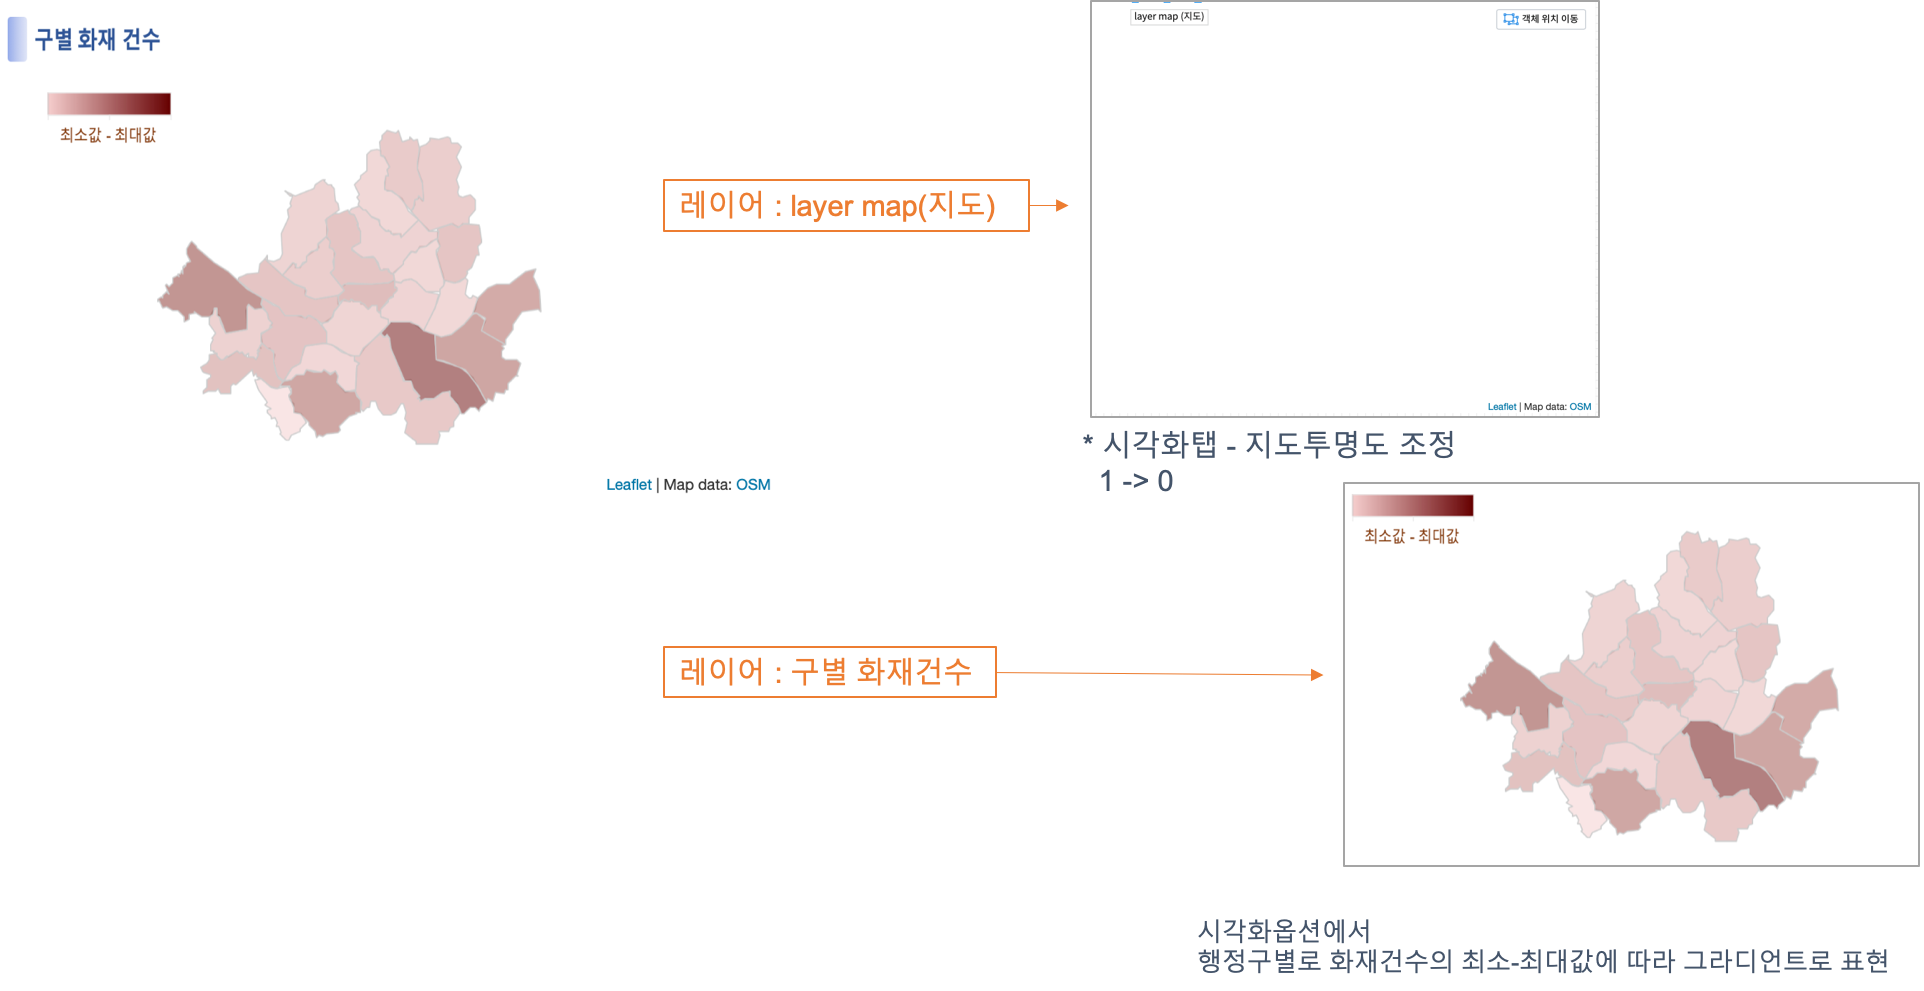 구별 화재 건수
최소값 - 최대값
레이어 : layer map(지도)
layer map (지도)
객체 위치 이동
Leaflet | Map data: OSM
* 시각화탭 - 지도투명도 조정
1 -> 0
Leaflet | Map data: OSM
최소값 - 최대값
레이어 : 구별 화재건수
시각화옵션에서
행정구별로 화재건수의 최소-최대값에 따라 그라디언트로 표현